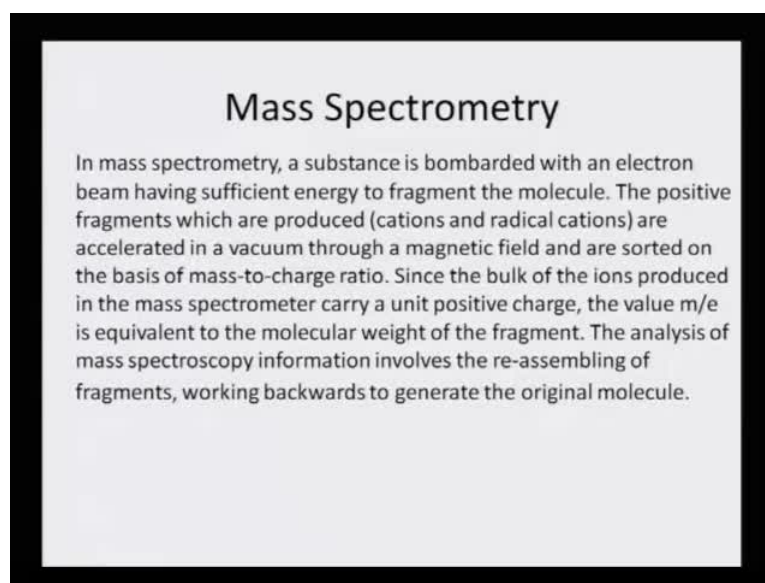 Mass Spectrometry
In mass spectrometry, a substance is bombarded with an electron
beam having sufficient energy to fragment the molecule. The positive
fragments which are produced (cations and radical cations) are
accelerated in a vacuum through a magnetic field and are sorted on
the basis of mass-to-charge ratio. Since the bulk of the ions produced
in the mass spectrometer carry a unit positive charge, the value m/e
is equivalent to the molecular weight of the fragment. The analysis of
mass spectroscopy information involves the re-assembling of
fragments, working backwards to generate the original molecule.